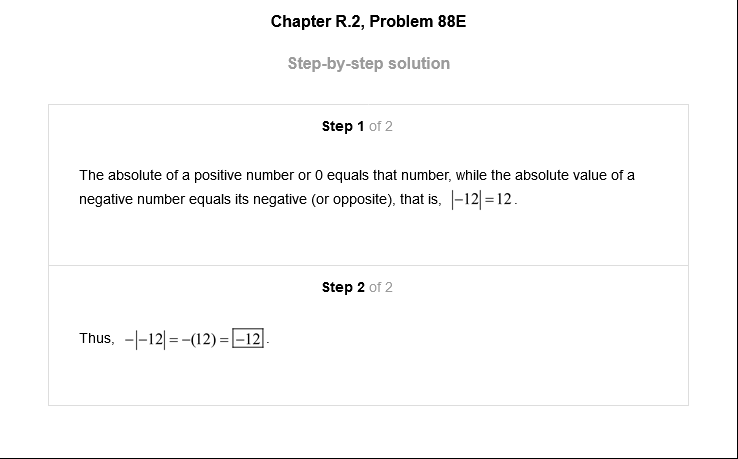 Chapter R.2, Problem 88E
Step-by-step solution
Step 1 of 2
The absolute of a positive number or 0 equals that number, while the absolute value of a
negative number equals its negative (or opposite), that is, |−12|=12.
Step 2 of 2
Thus, −|−12|=−(12)=−12.